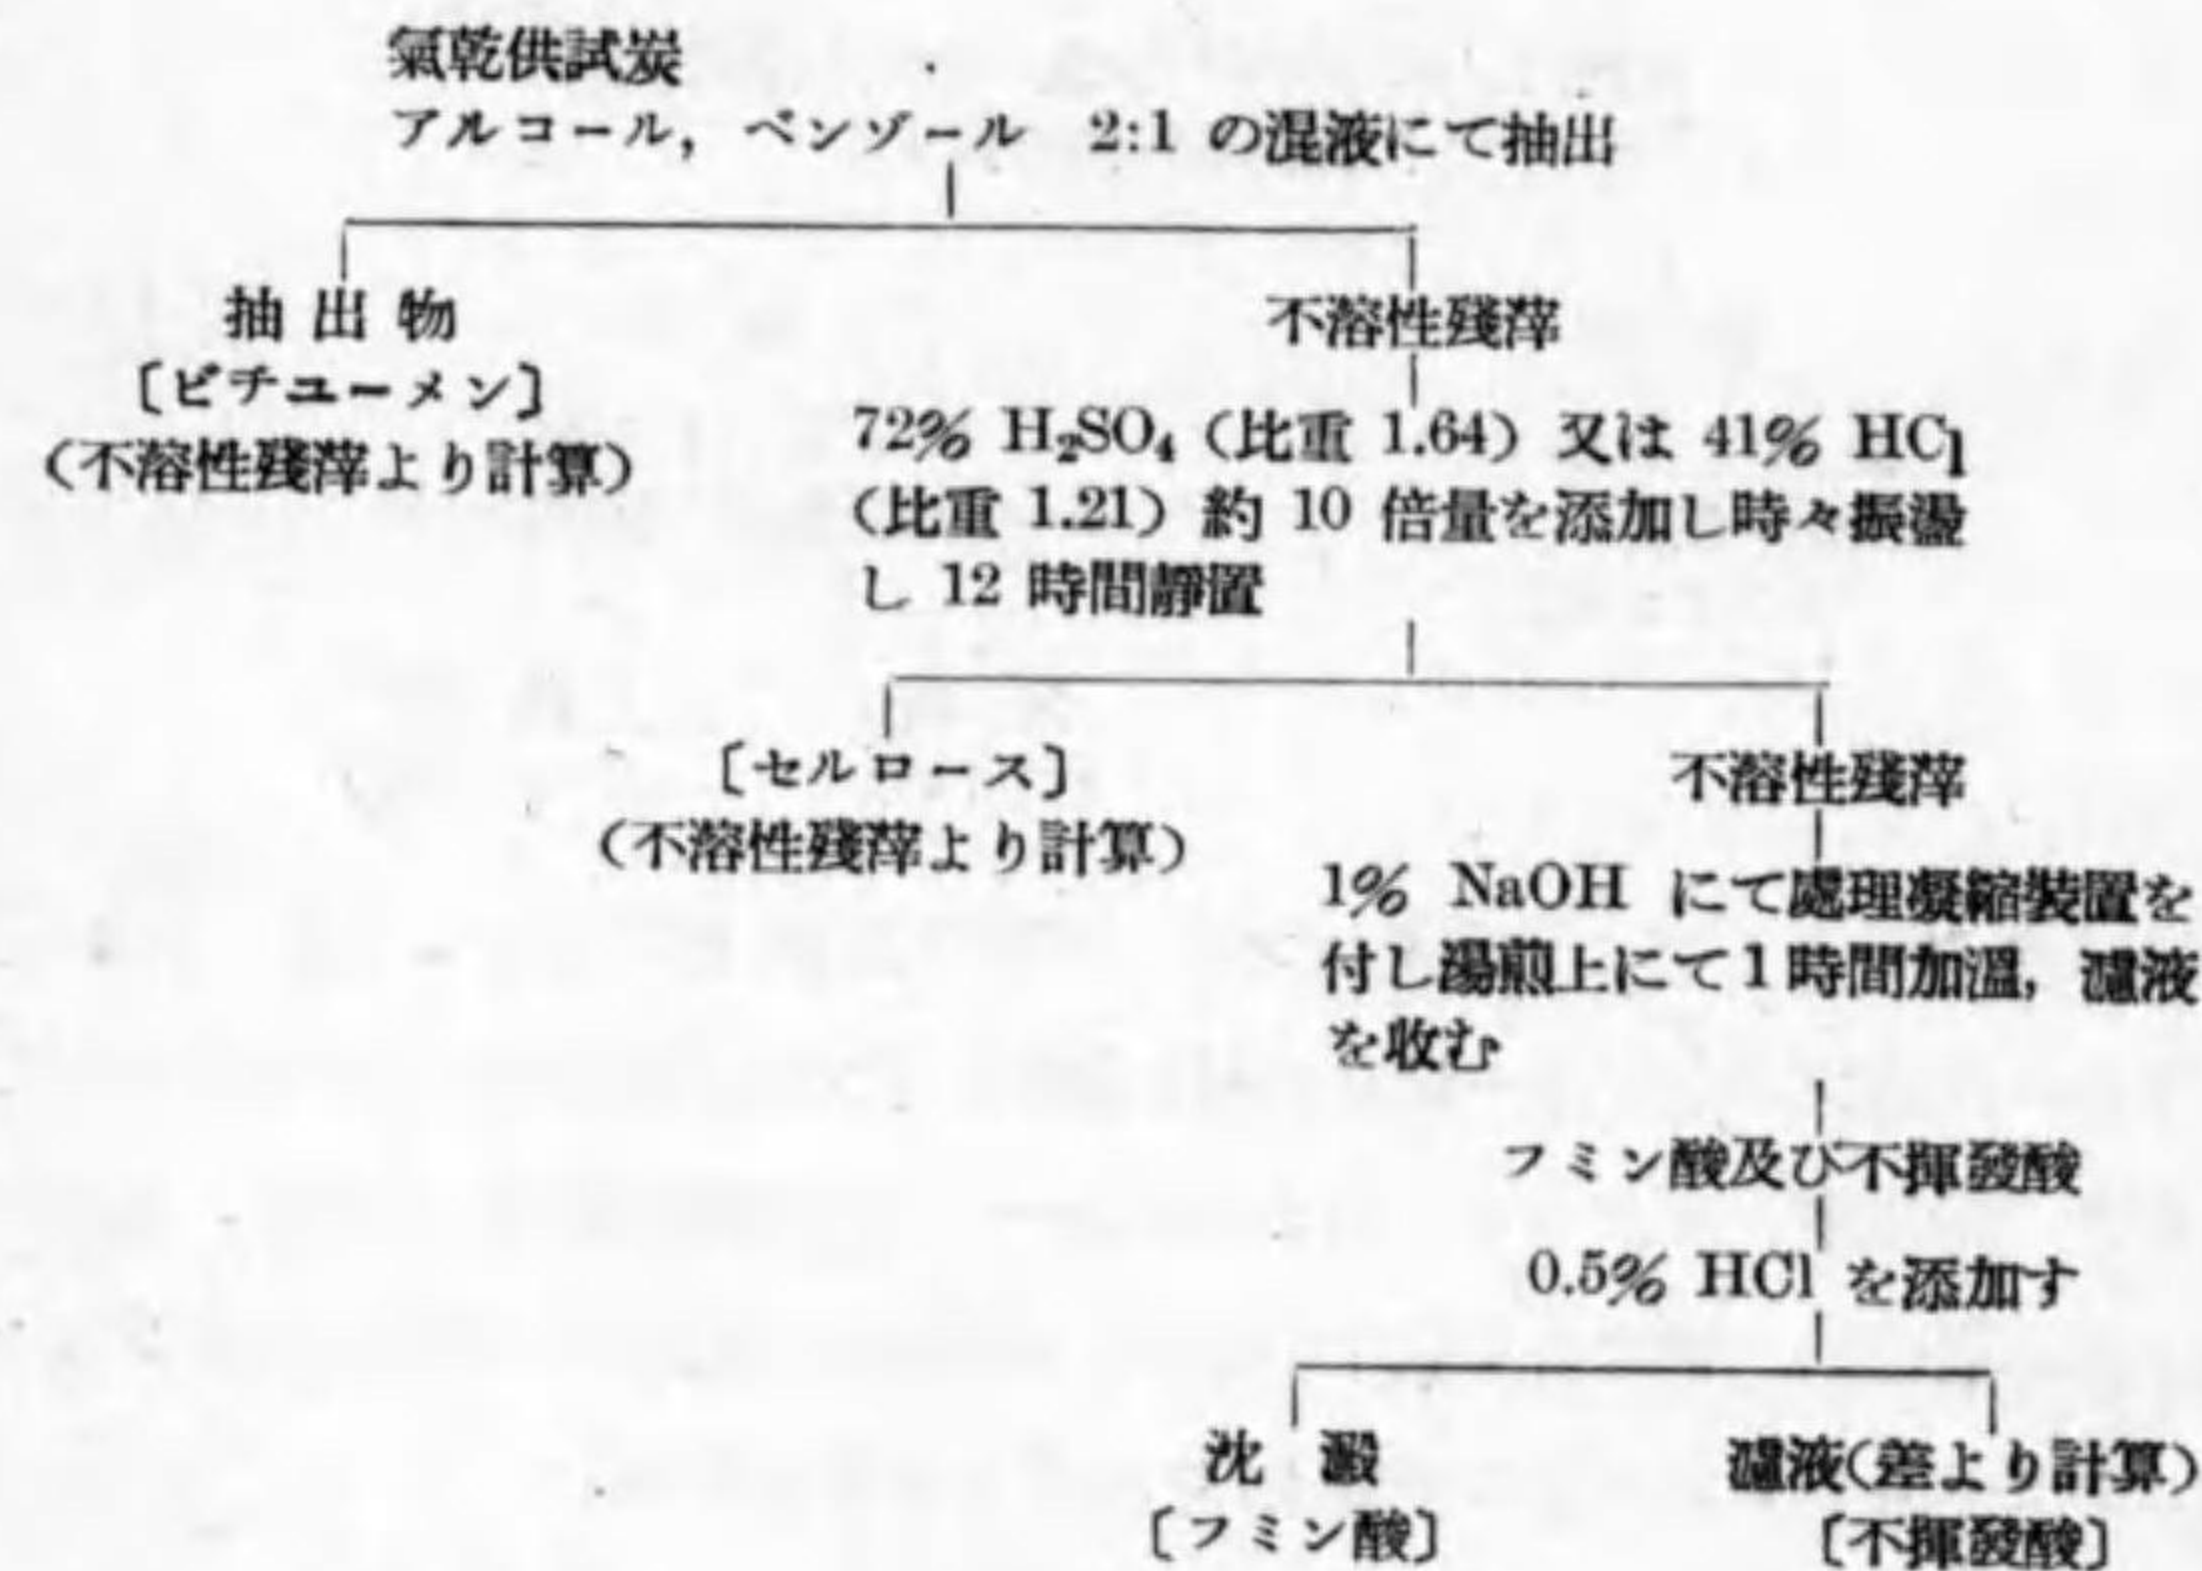 氣乾供試炭
アルコール, ベンゾール 2:1 の混液にて抽出
抽出物
〔ビチユーメン〕
(不溶性殘滓より計算)
不溶性殘滓
72% H₂SO₄ (比重 1.64) 又は 41% HCl
(比重 1.21) 約 10 倍量を添加し時々振盪
し 12 時間靜置
〔セルロース〕
(不溶性殘滓より計算)
不溶性殘滓
1% NaOH にて處理凝縮裝置を
付し湯煎上にて1時間加溫, 濾液
を收む
フミン酸及び不揮發酸
0.5% HCl を添加す
沈澱
〔フミン酸〕
濾液(差より計算)
〔不揮發酸〕